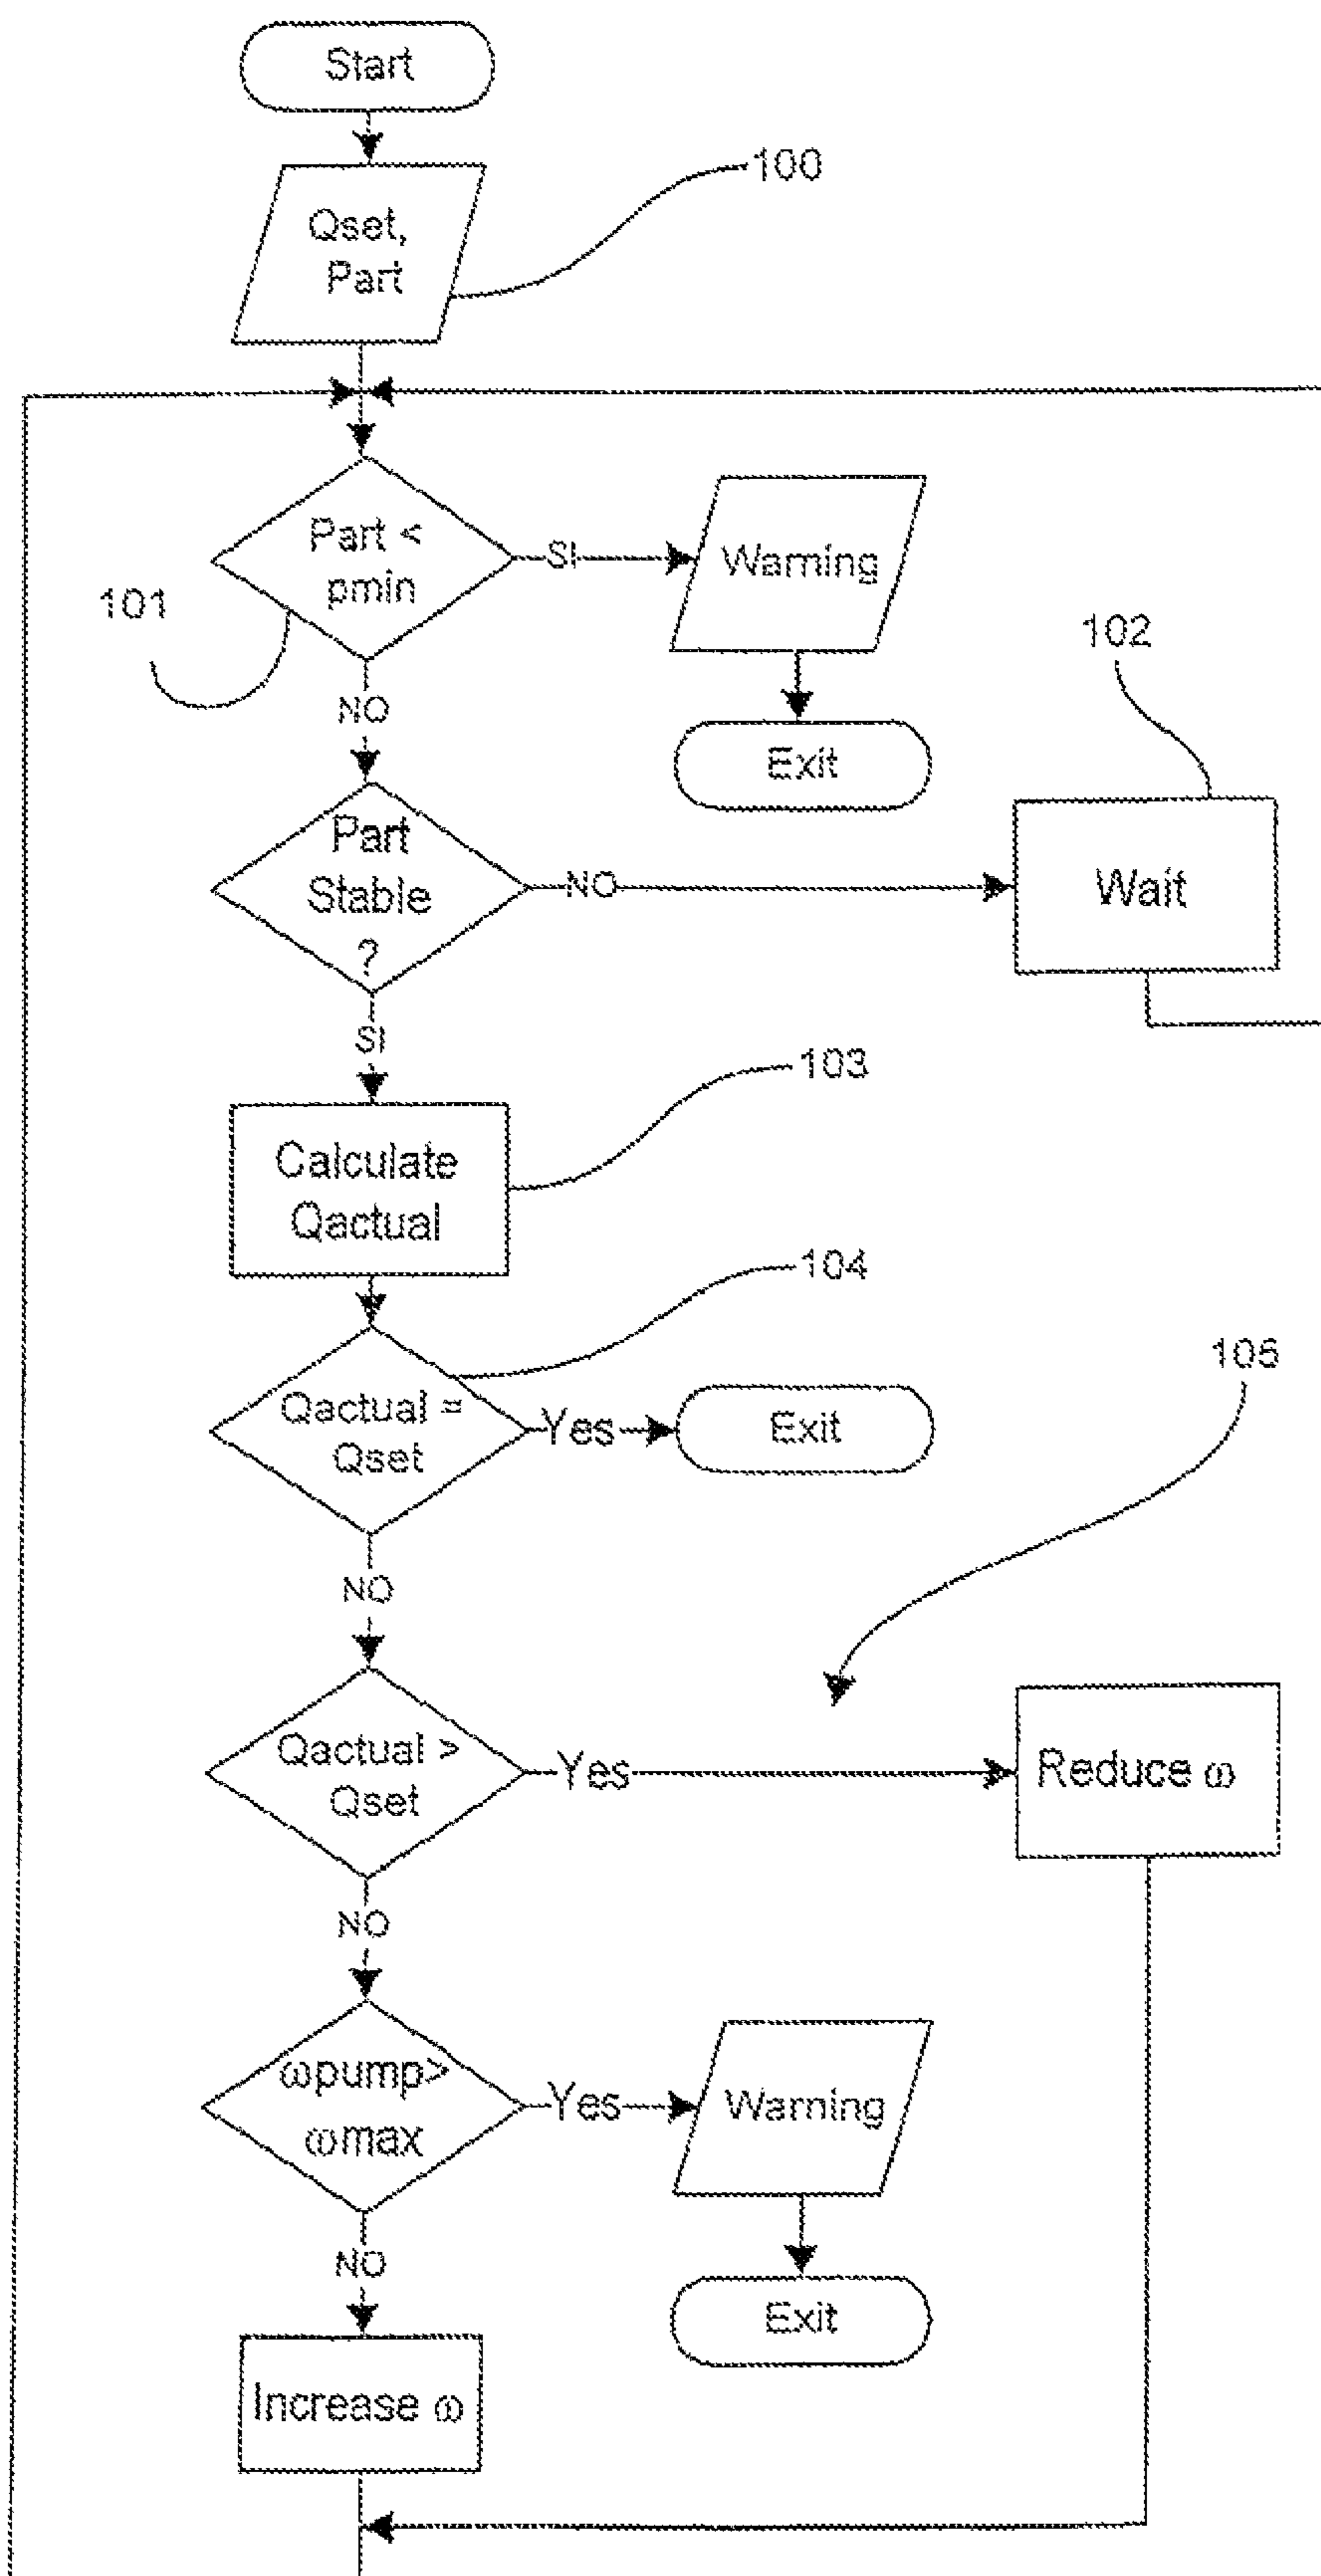 Start
100
Qset,
Part
Part <
pmin
SI
Warning
101
102
NO
Exit
Part
Stable
?
NO
Wait
SI
103
Calculate
Qactual
104
105
Qactual =
Qset
Yes
Exit
NO
Qactual >
Qset
Yes
Reduce ω
NO
ωpump>
ωmax
Yes
Warning
NO
Exit
Increase ω